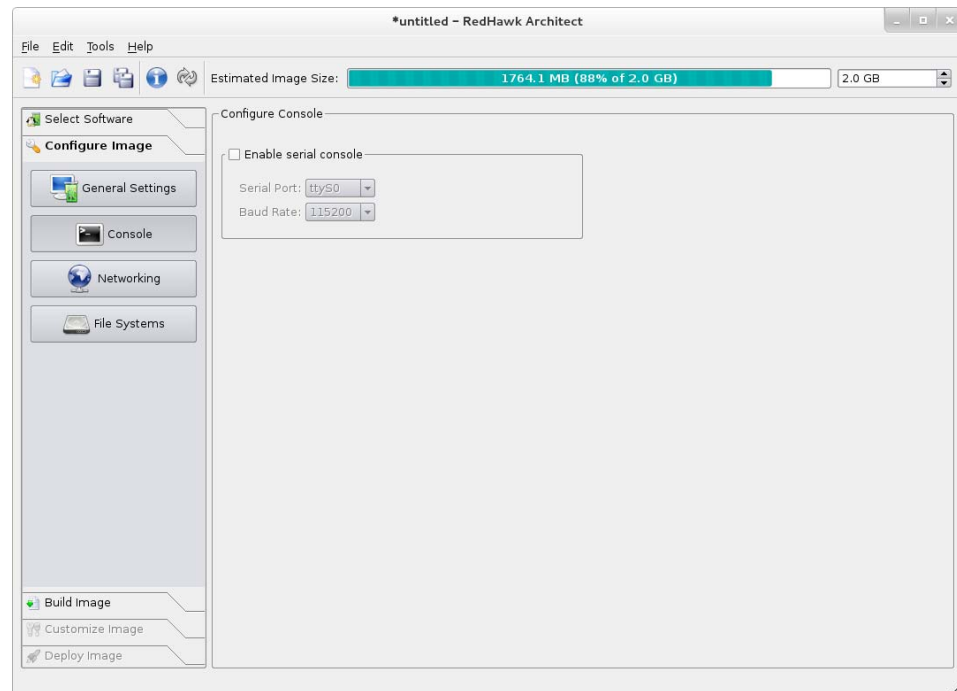 *untitled – RedHawk Architect
File Edit Tools Help
Estimated Image Size: 1764.1 MB (88% of 2.0 GB) 2.0 GB
Select Software
Configure Image
General Settings
Console
Networking
File Systems
Build Image
Customize Image
Deploy Image
Configure Console
Enable serial console
Serial Port: ttyS0
Baud Rate: 115200